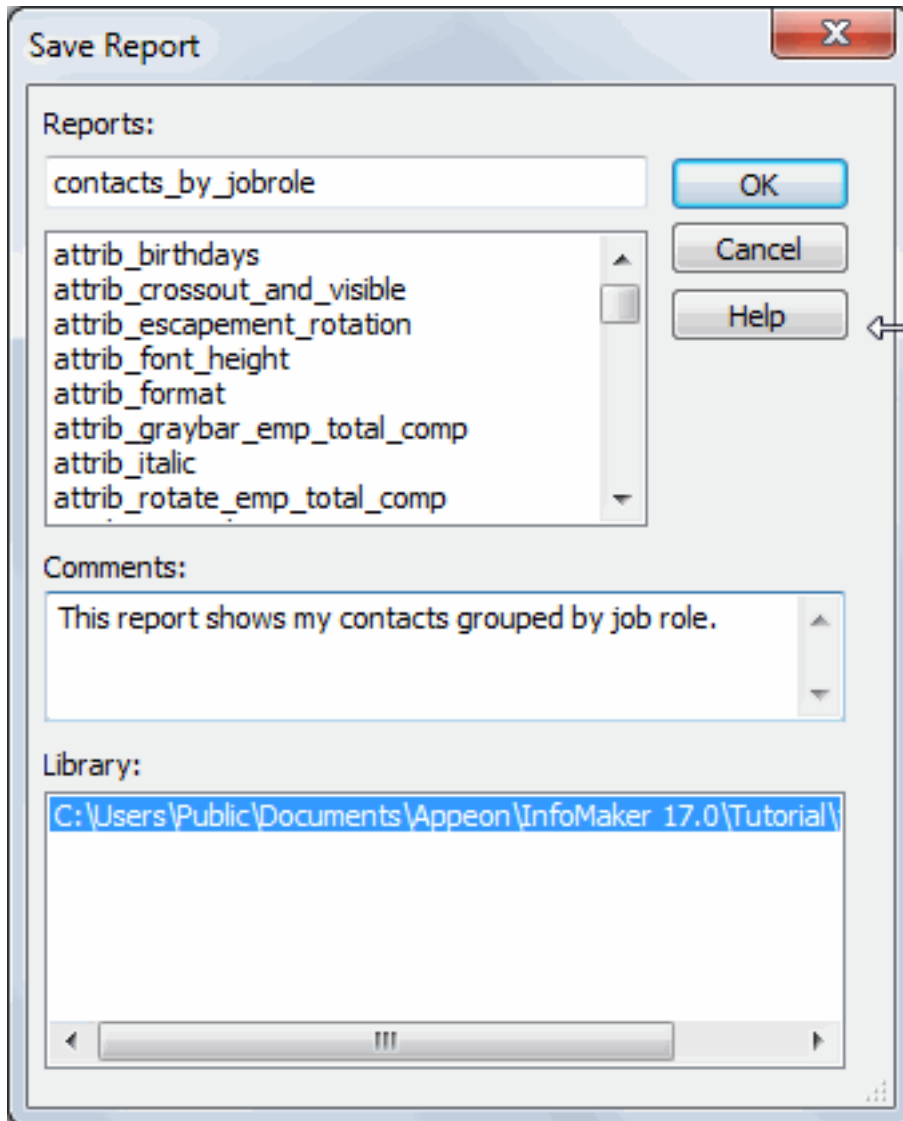 Save Report
Reports:
contacts_by_jobrole
OK
attrib_birthdays
attrib_crossout_and_visible
attrib_escapement_rotation
attrib_font_height
attrib_format
attrib_graybar_emp_total_comp
attrib_italic
attrib_rotate_emp_total_comp
Cancel
Help
Comments:
This report shows my contacts grouped by job role.
Library:
C:\Users\Public\Documents\Appeon\InfoMaker 17.0\Tutorial\